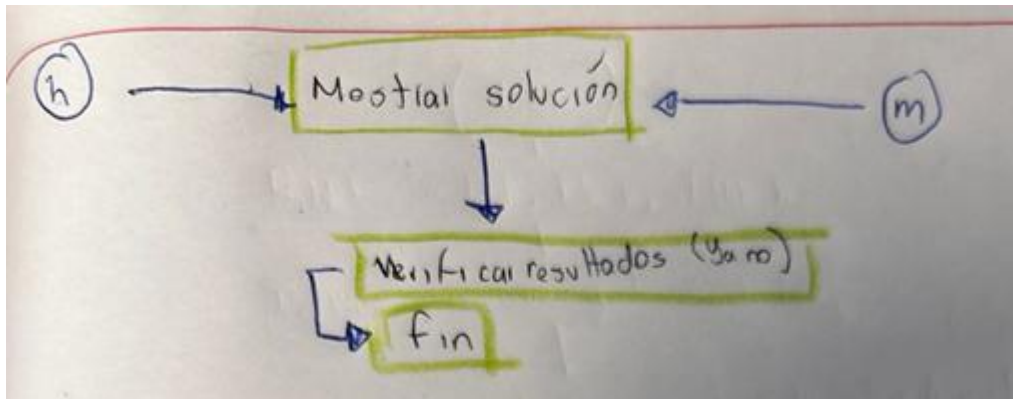 h
Mostrar solución
m
Verificar resultados (ya no)
fin